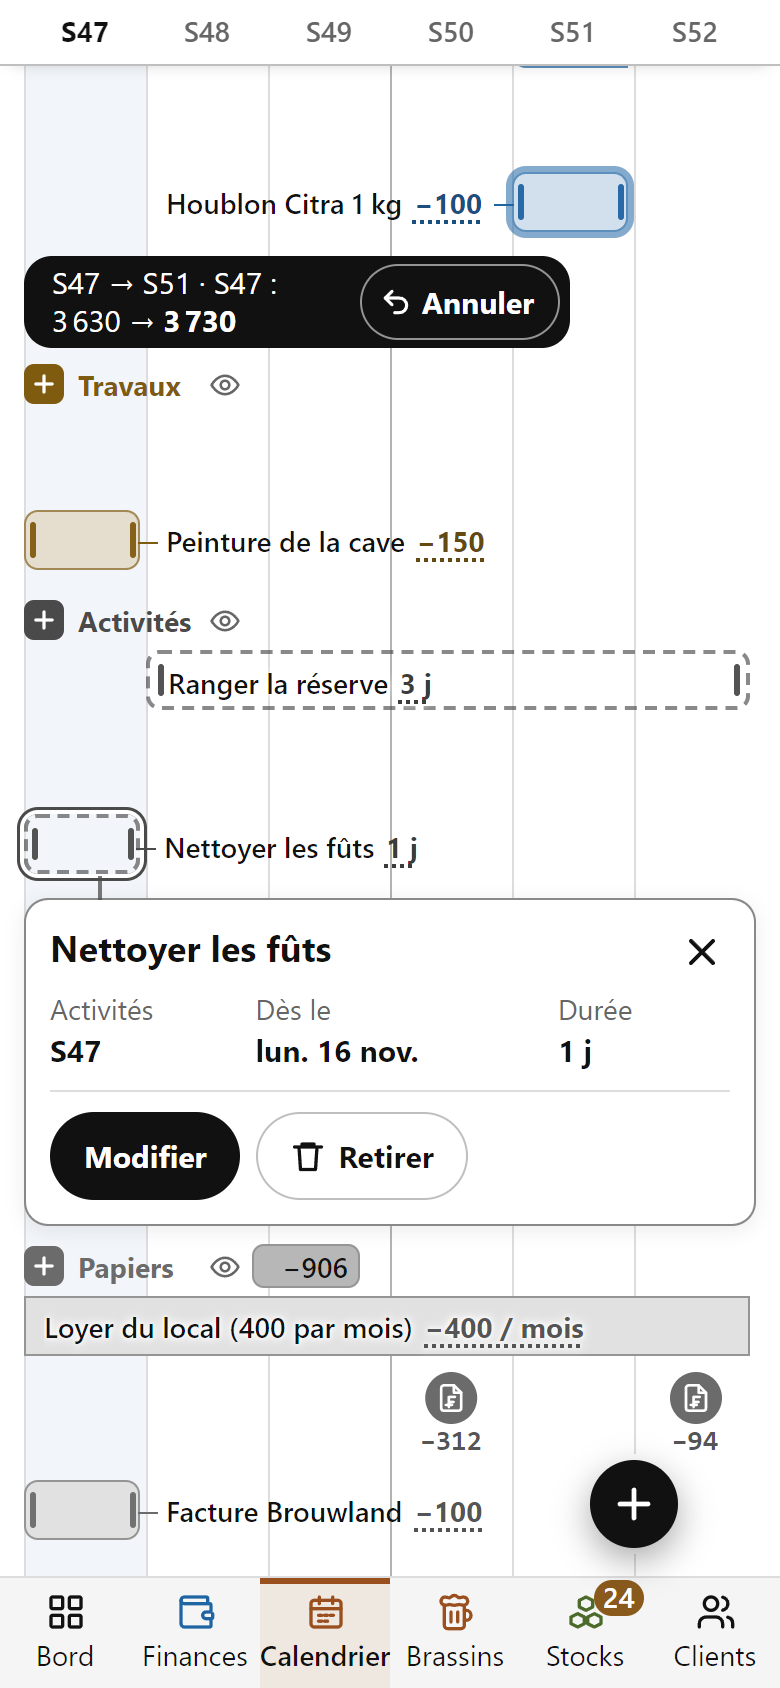 S47 S48 S49 S50 S51 S52
Houblon Citra 1 kg −100
S47 → S51 · S47 :
3 630 → 3 730
Annuler
Travaux
Peinture de la cave −150
Activités
Ranger la réserve 3 j
Nettoyer les fûts 1 j
Nettoyer les fûts
Activités Dès le Durée
S47 lun. 16 nov. 1 j
Modifier Retirer
Papiers −906
Loyer du local (400 par mois) −400 / mois
−312 −94
Facture Brouwland −100
24
Bord Finances Calendrier Brassins Stocks Clients